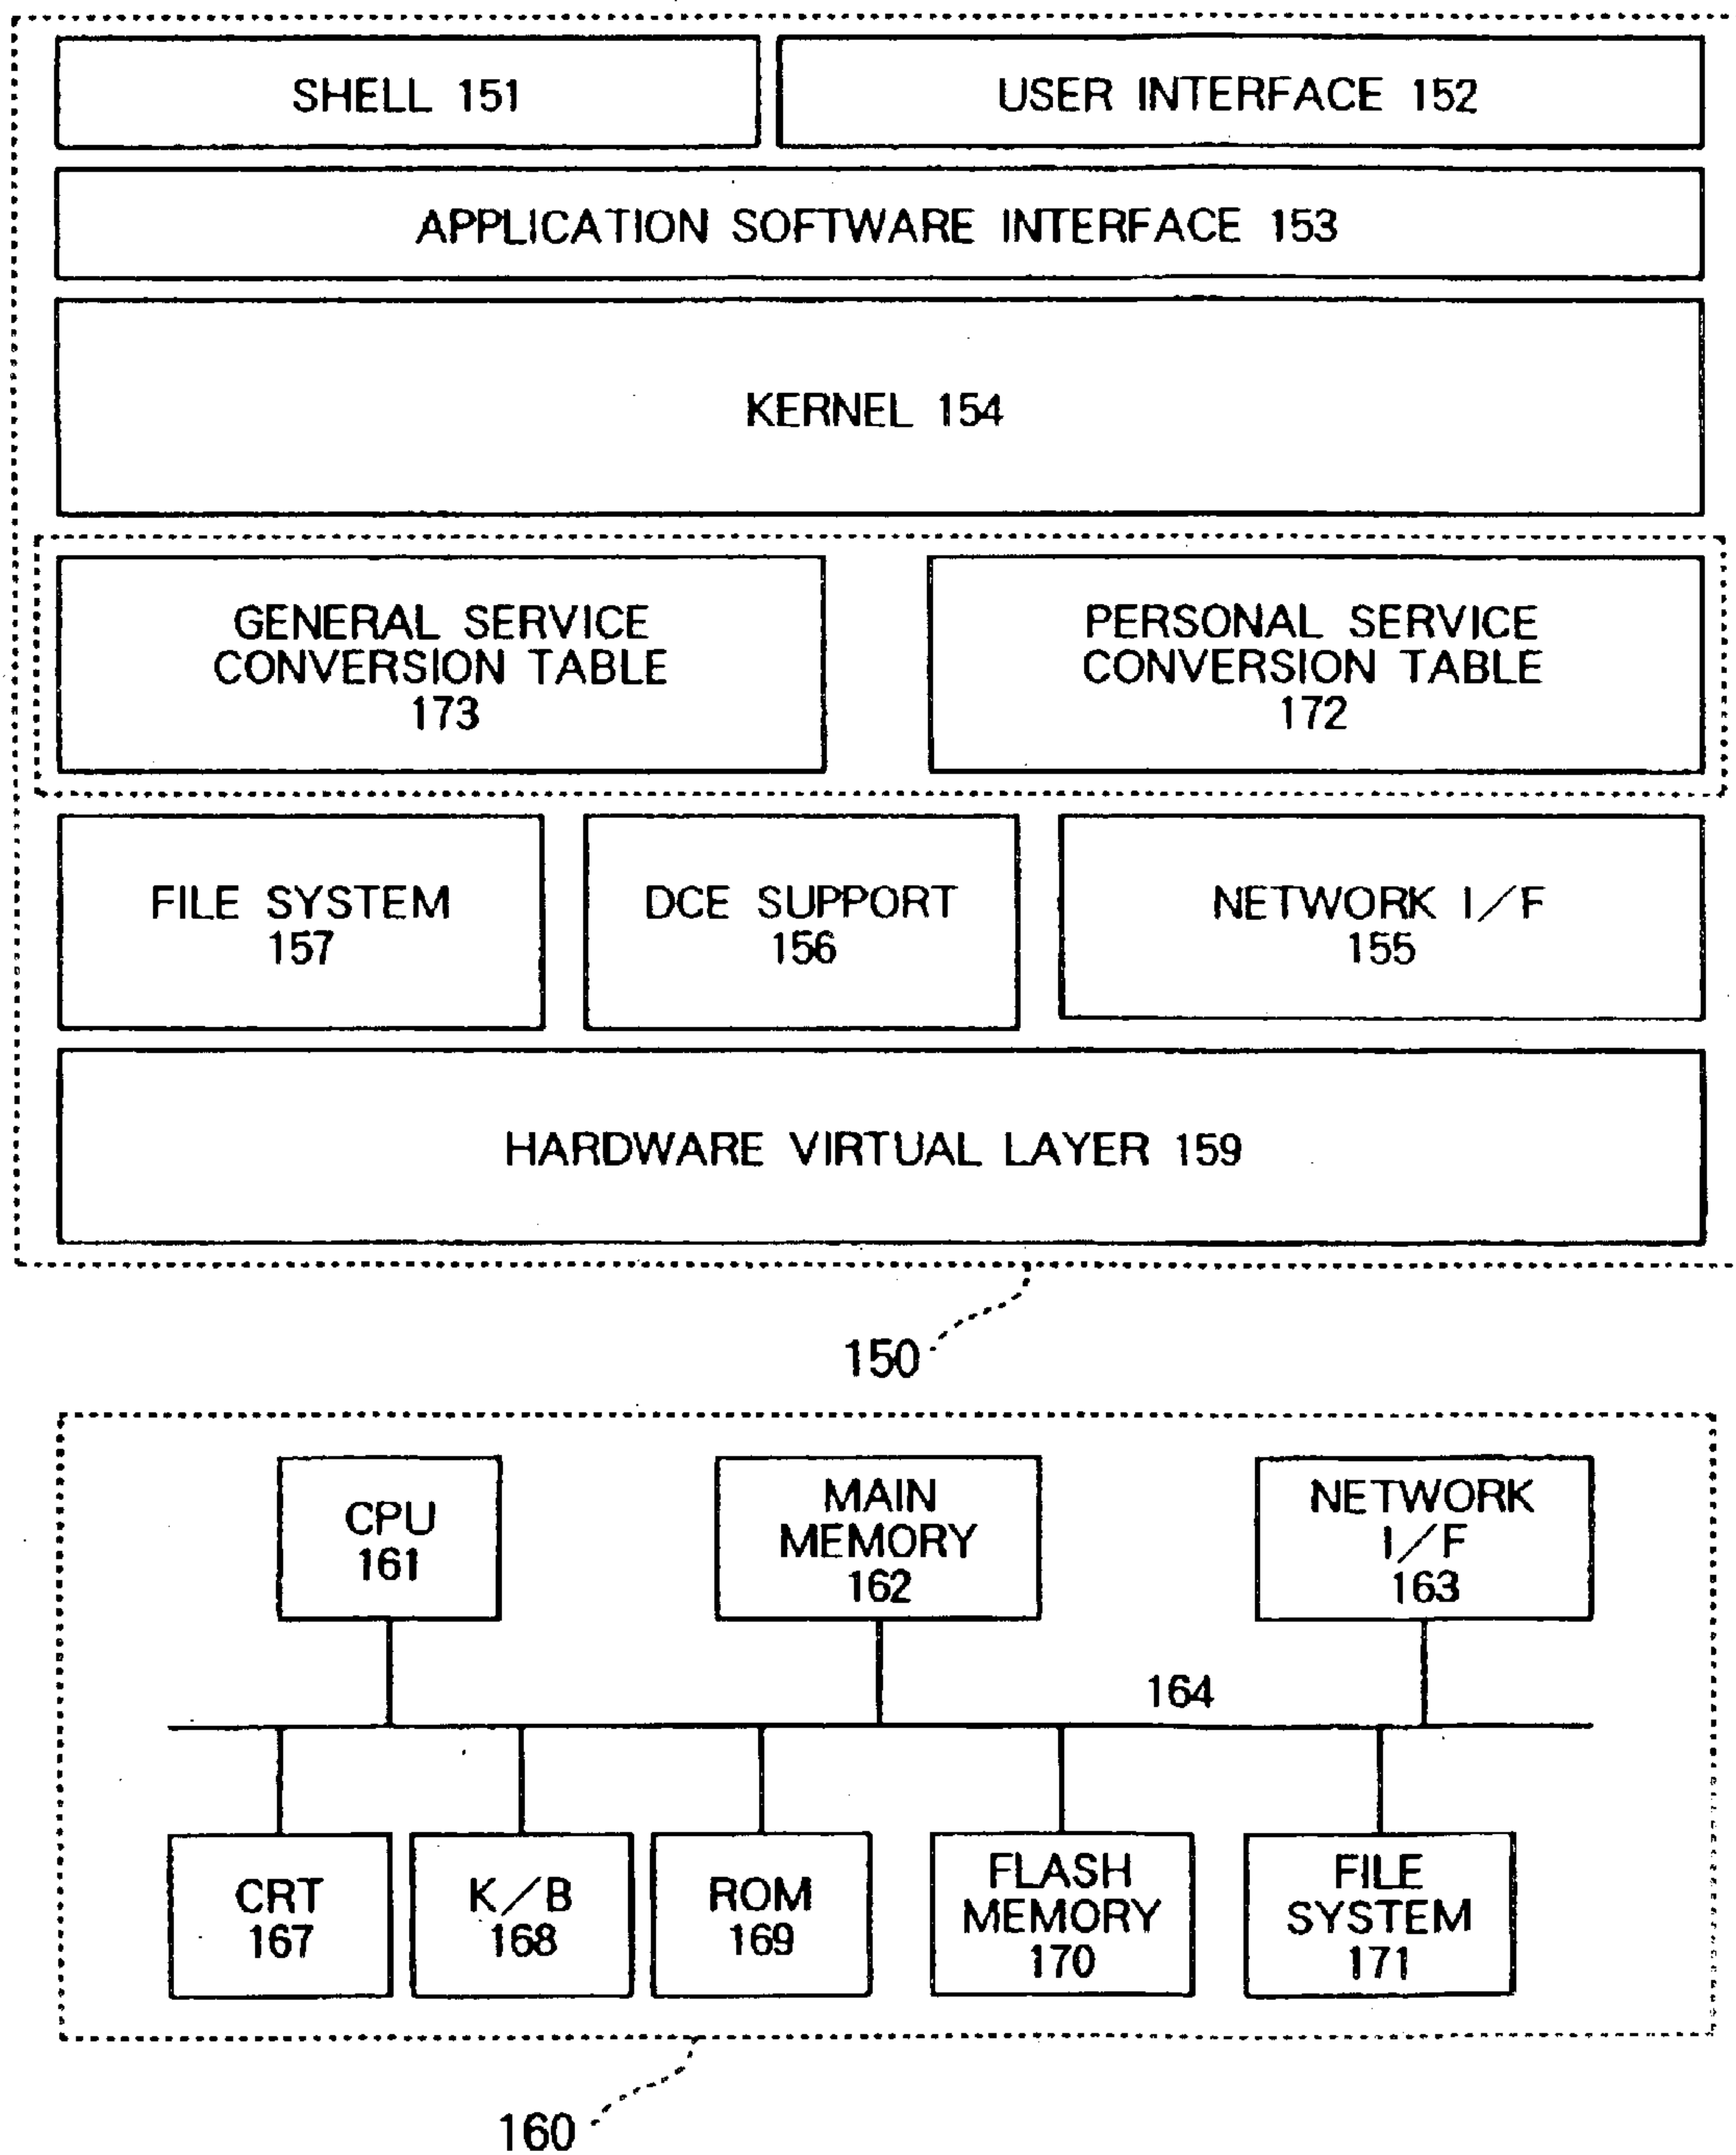 SHELL 151
USER INTERFACE 152
APPLICATION SOFTWARE INTERFACE 153
KERNEL 154
GENERAL SERVICE
CONVERSION TABLE
173
PERSONAL SERVICE
CONVERSION TABLE
172
FILE SYSTEM
157
DCE SUPPORT
156
NETWORK I/F
155
HARDWARE VIRTUAL LAYER 159
150
CPU
161
MAIN
MEMORY
162
NETWORK
I/F
163
164
CRT
167
K/B
168
ROM
169
FLASH
MEMORY
170
FILE
SYSTEM
171
160